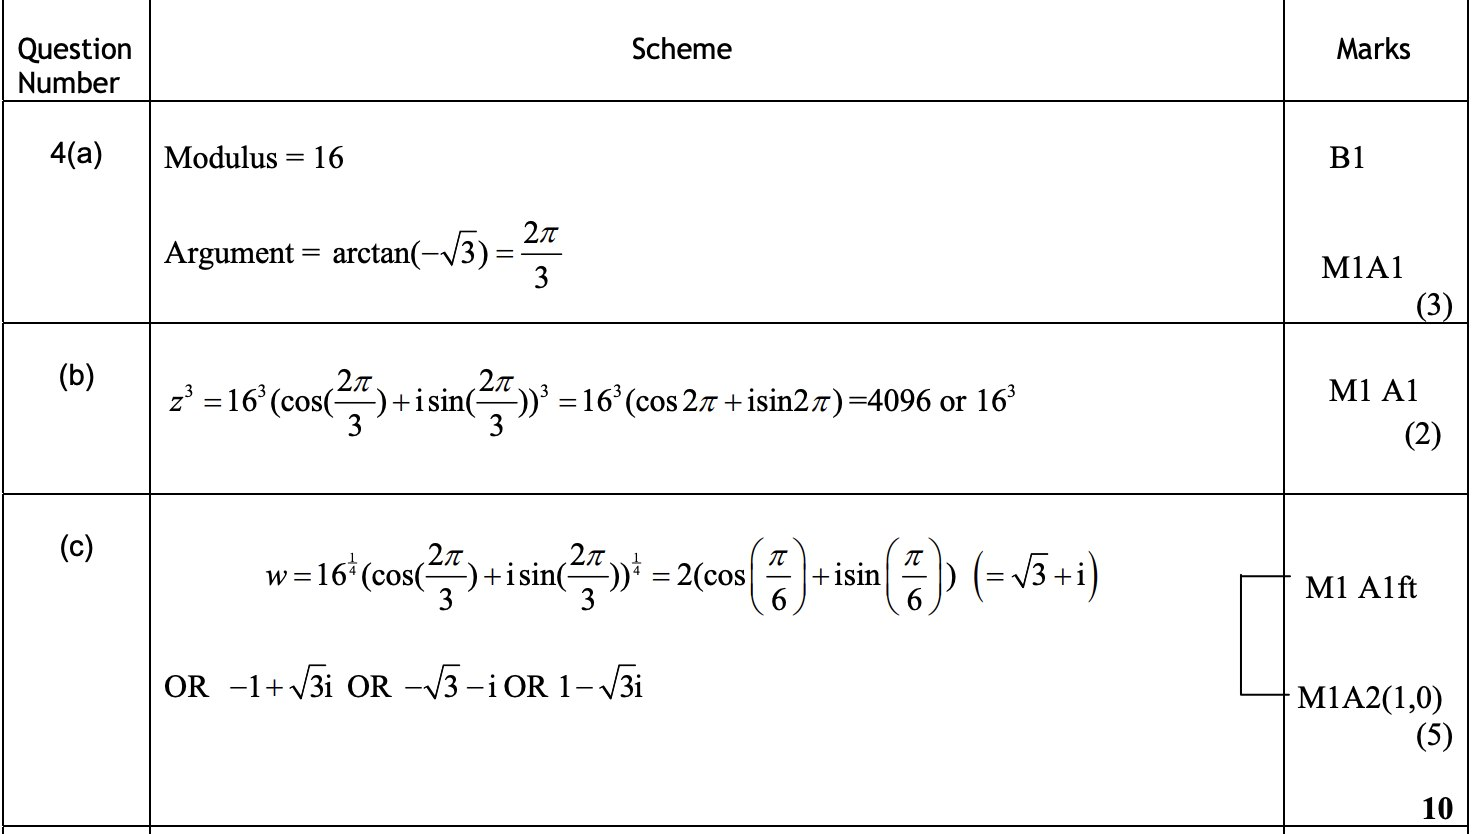 Question Number Scheme Marks
4(a) Modulus = 16 B1
Argument = arctan(−√3) = 2π/3 M1A1
(3)
(b) z³ = 16³(cos(2π/3) + i sin(2π/3))³ = 16³(cos 2π + isin2π) =4096 or 16³ M1 A1
(2)
(c) w = 16^(1/4)(cos(2π/3) + i sin(2π/3))^(1/4) = 2(cos(π/6) + isin(π/6)) (= √3 + i) M1 A1ft
OR −1 + √3i OR −√3 − i OR 1 − √3i M1A2(1,0)
(5)
10